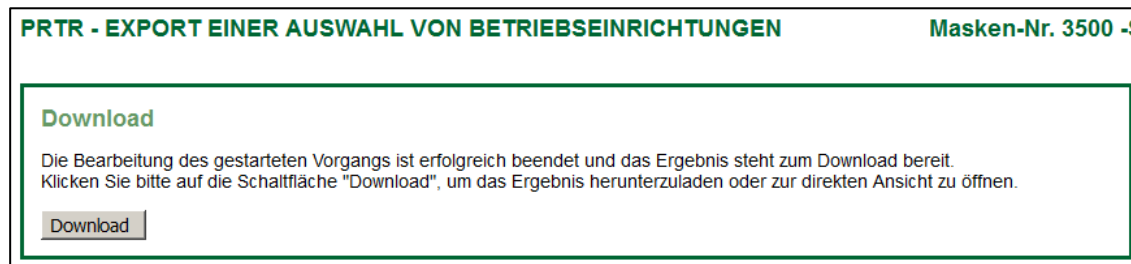 PRTR - EXPORT EINER AUSWAHL VON BETRIEBSEINRICHTUNGEN Masken-Nr. 3500 -
Download
Die Bearbeitung des gestarteten Vorgangs ist erfolgreich beendet und das Ergebnis steht zum Download bereit.
Klicken Sie bitte auf die Schaltfläche "Download", um das Ergebnis herunterzuladen oder zur direkten Ansicht zu öffnen.
Download